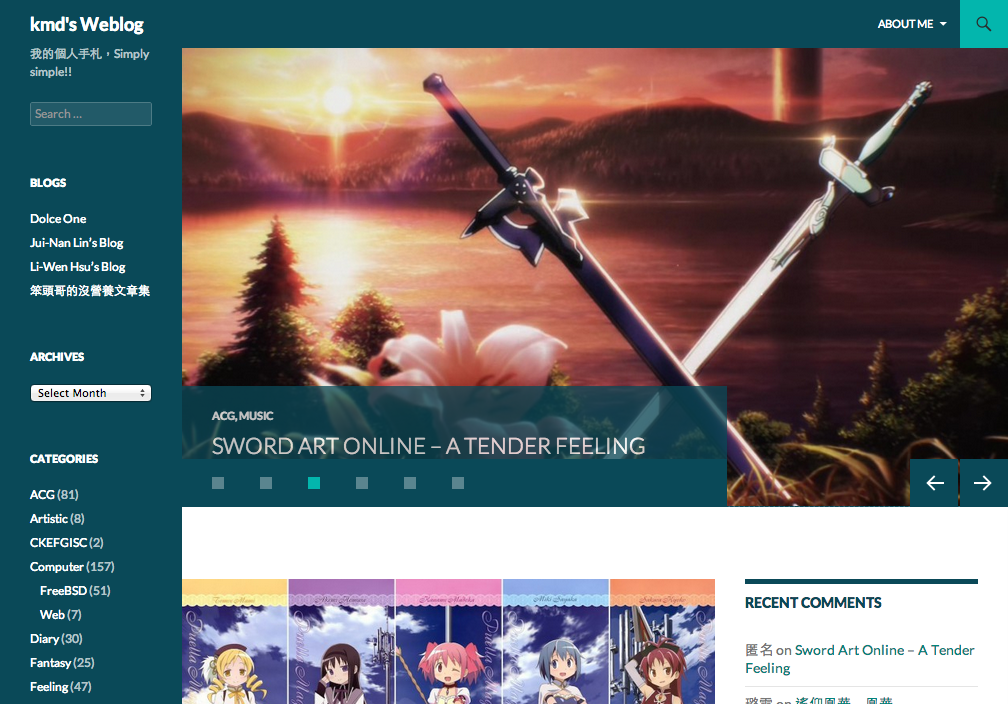 kmd's Weblog
ABOUT ME
我的個人手札，Simply
simple!!
Search ...
BLOGS
Dolce One
Jui-Nan Lin's Blog
Li-Wen Hsu's Blog
笨頭哥的沒營養文章集
ARCHIVES
Select Month
CATEGORIES
ACG (81)
Artistic (8)
CKEFGISC (2)
Computer (157)
FreeBSD (51)
Web (7)
Diary (30)
Fantasy (25)
Feeling (47)
ACG, MUSIC
SWORD ART ONLINE – A TENDER FEELING
RECENT COMMENTS
匿名 on Sword Art Online – A Tender
Feeling